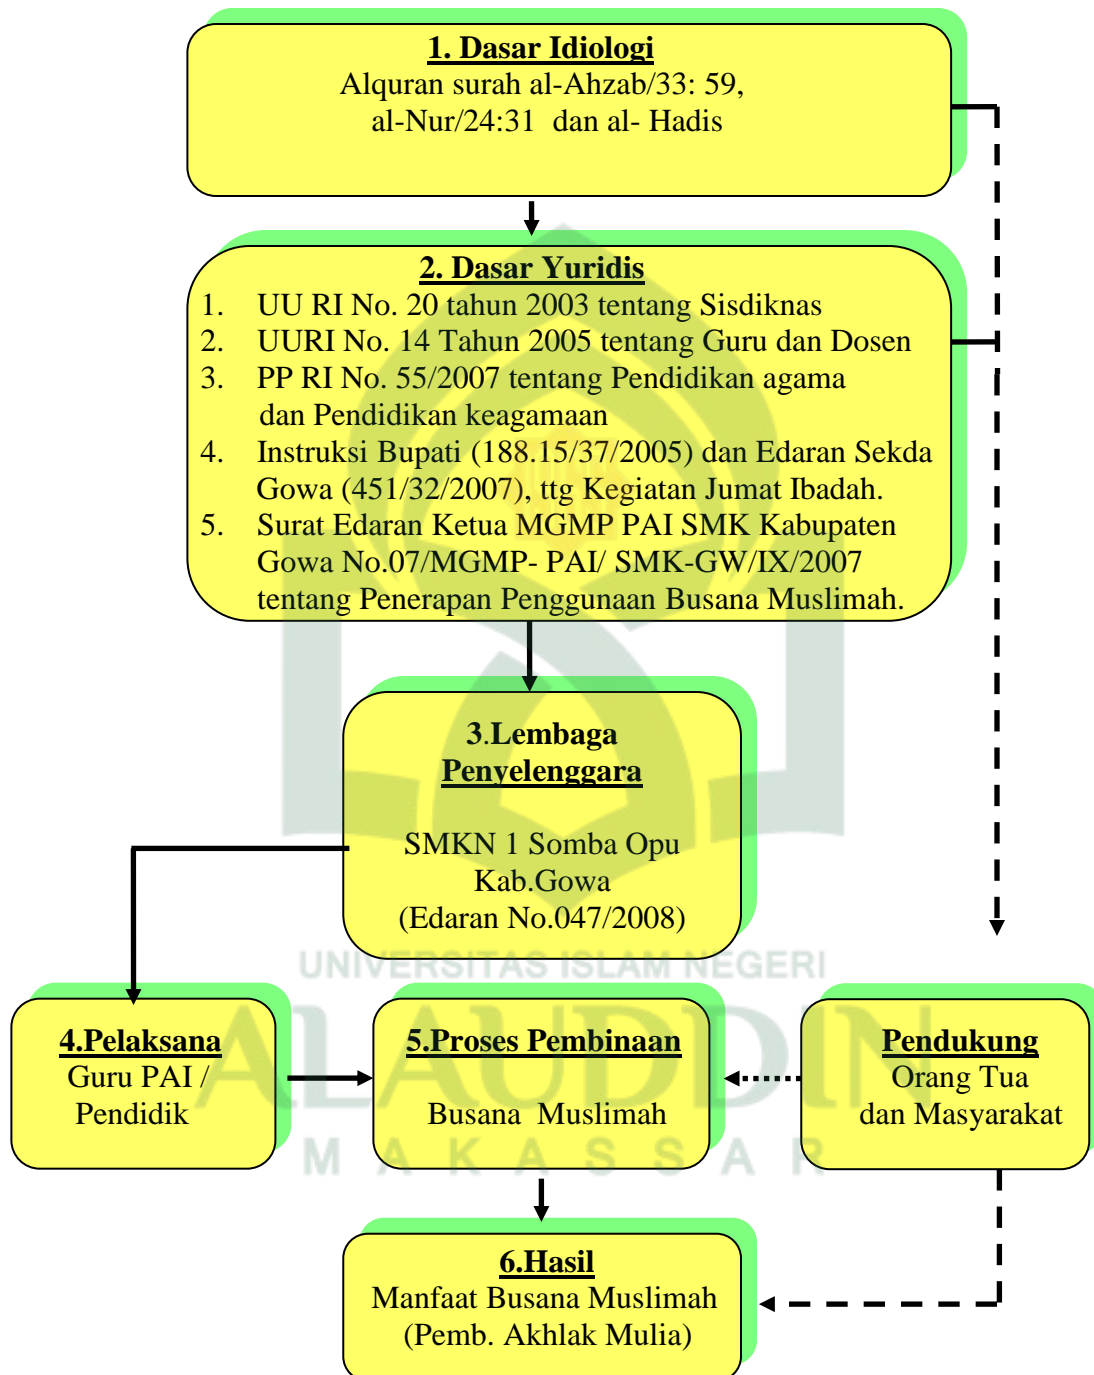 1. Dasar Idiologi
Alquran surah al-Ahzab/33: 59,
al-Nur/24:31 dan al- Hadis
2. Dasar Yuridis
1. UU RI No. 20 tahun 2003 tentang Sisdiknas
2. UURI No. 14 Tahun 2005 tentang Guru dan Dosen
3. PP RI No. 55/2007 tentang Pendidikan agama
dan Pendidikan keagamaan
4. Instruksi Bupati (188.15/37/2005) dan Edaran Sekda
Gowa (451/32/2007), ttg Kegiatan Jumat Ibadah.
5. Surat Edaran Ketua MGMP PAI SMK Kabupaten
Gowa No.07/MGMP- PAI/ SMK-GW/IX/2007
tentang Penerapan Penggunaan Busana Muslimah.
3.Lembaga
Penyelenggara
SMKN 1 Somba Opu
Kab.Gowa
(Edaran No.047/2008)
UNIVERSITAS ISLAM NEGERI
ALAUDDIN
MAKASSAR
4.Pelaksana
Guru PAI /
Pendidik
5.Proses Pembinaan
Busana Muslimah
Pendukung
Orang Tua
dan Masyarakat
6.Hasil
Manfaat Busana Muslimah
(Pemb. Akhlak Mulia)